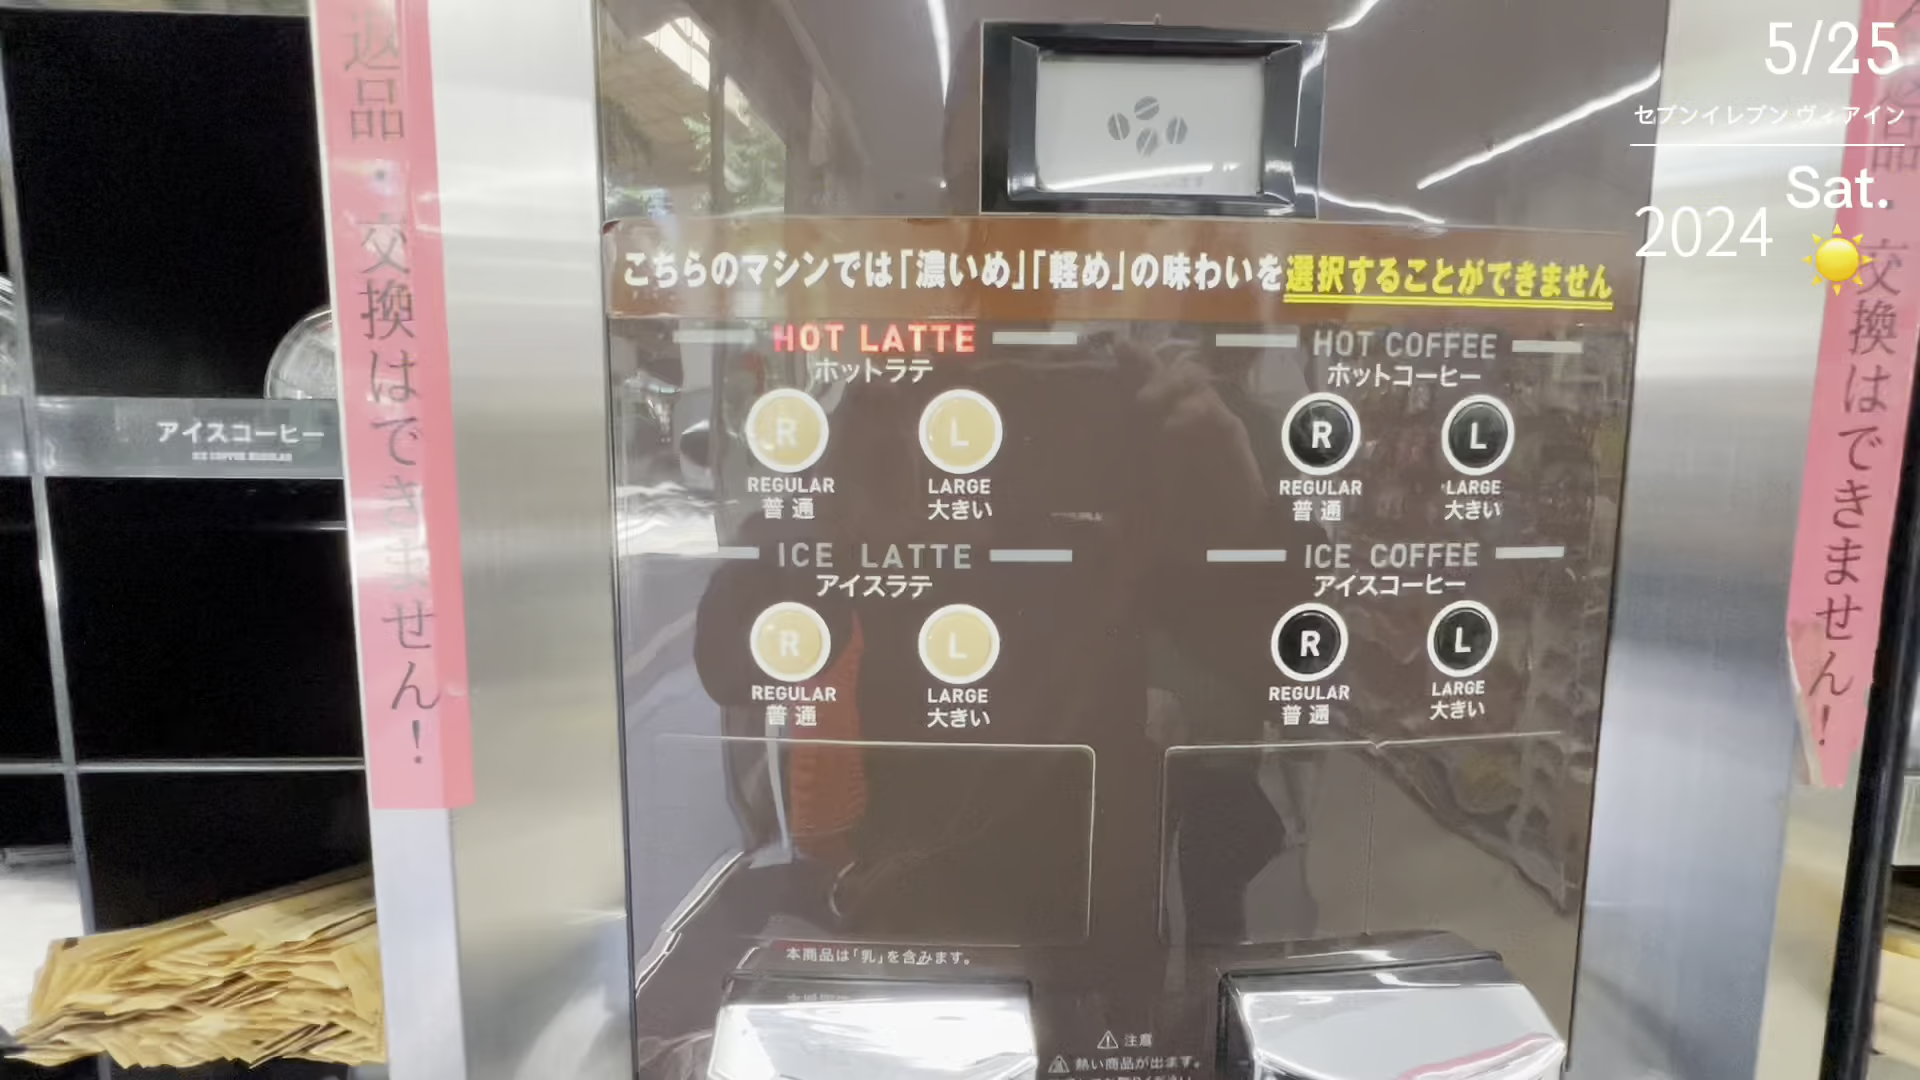 返品・交換はできません！
5/25
セブンイレブン ヴィアイン
Sat.
2024
こちらのマシンでは「濃いめ」「軽め」の味わいを選択することができません
HOT LATTE
ホットラテ
HOT COFFEE
ホットコーヒー
R
L
R
L
REGULAR
普通
LARGE
大きい
REGULAR
普通
LARGE
大きい
アイスコーヒー
ICE COFFEE REGULAR
ICE LATTE
アイスラテ
ICE COFFEE
アイスコーヒー
R
L
R
L
REGULAR
普通
LARGE
大きい
REGULAR
普通
LARGE
大きい
返品・交換はできません！
本商品は「乳」を含みます。
注意
熱い商品が出ます。